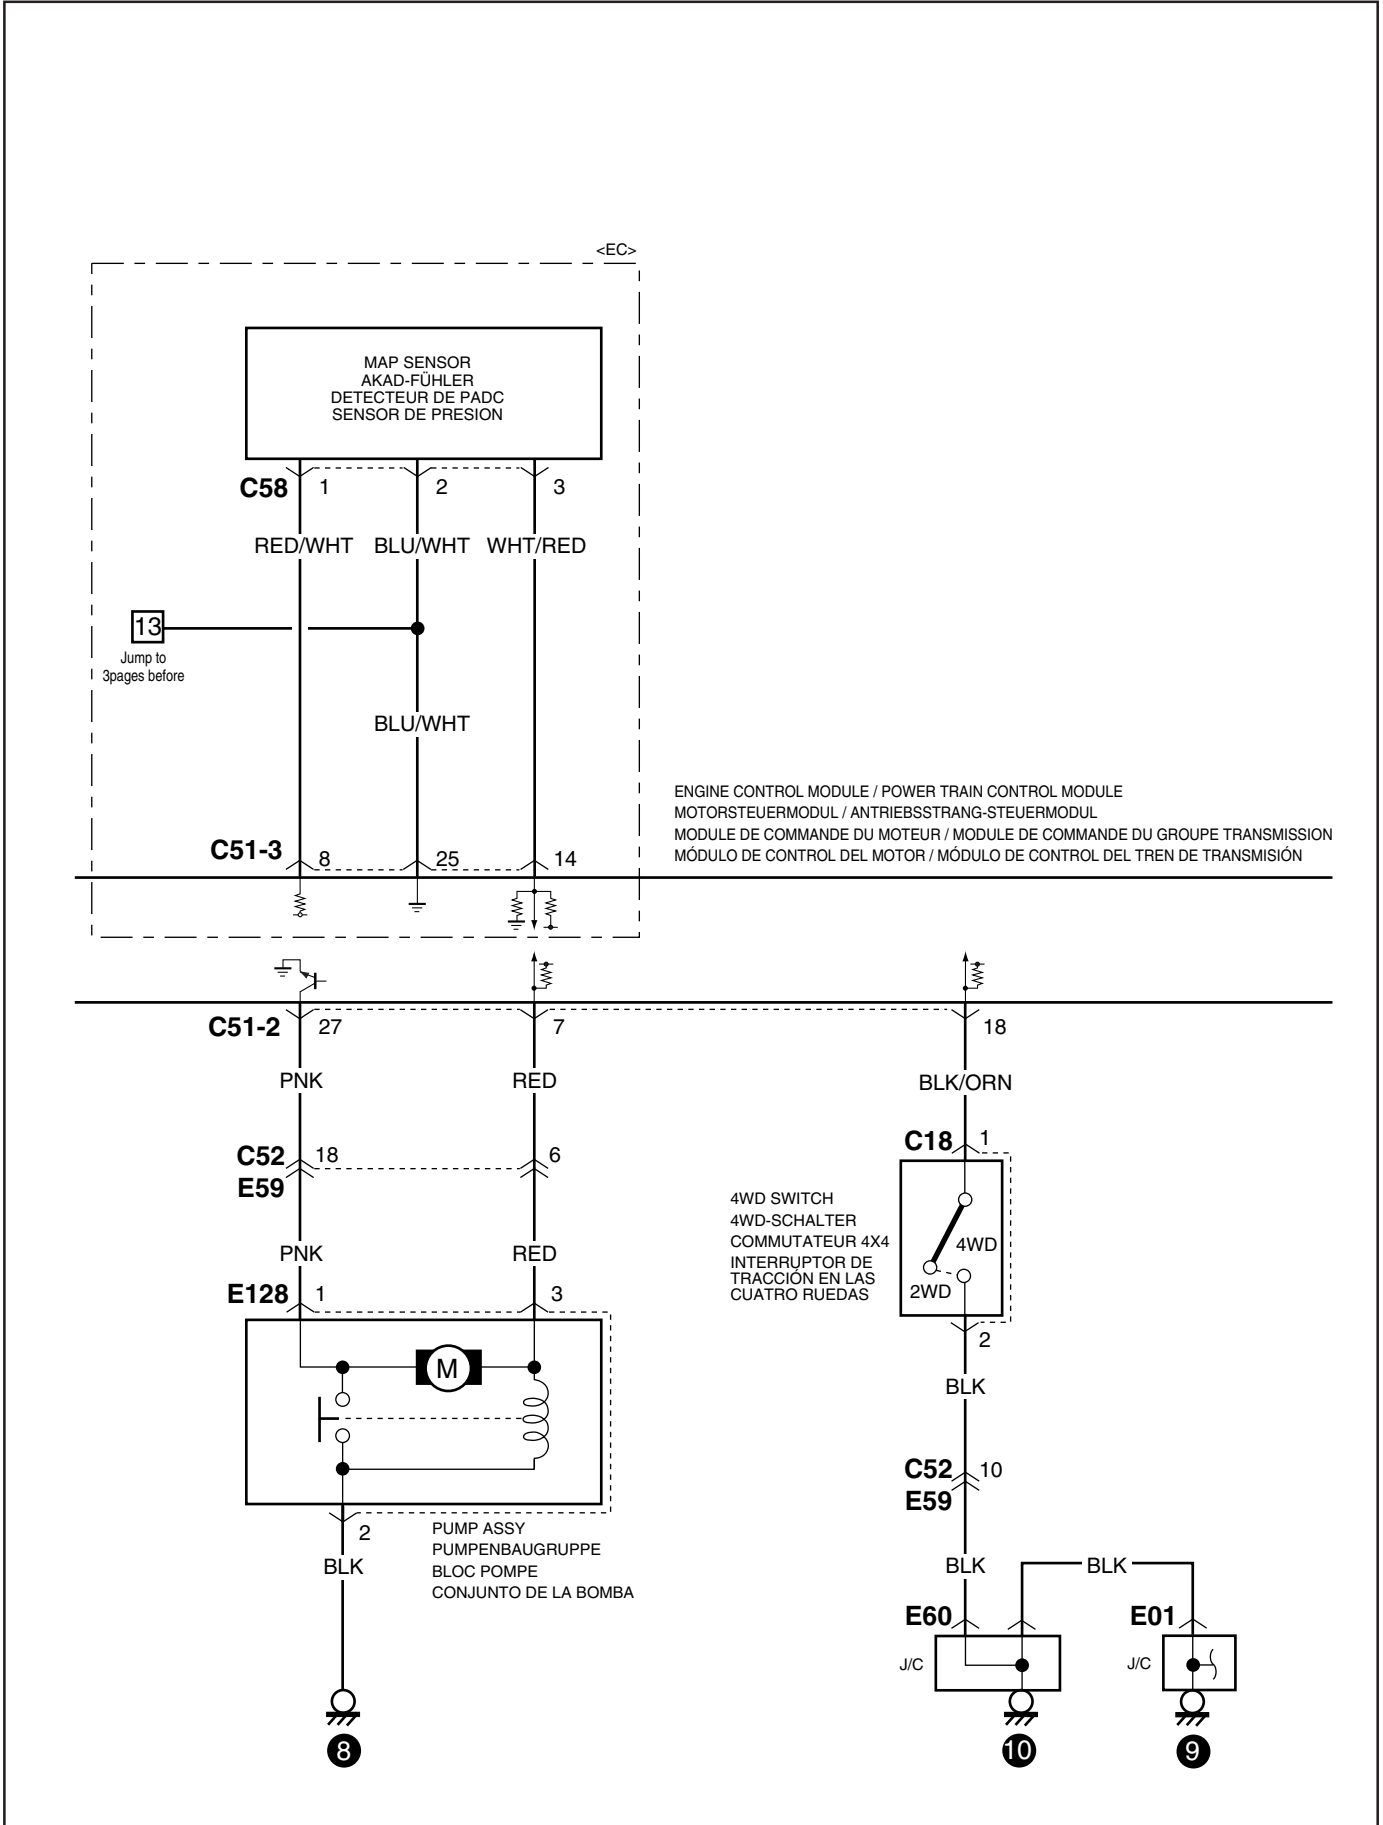 <EC>
MAP SENSOR
AKAD-FÜHLER
DETECTEUR DE PADC
SENSOR DE PRESION
C58 1 2 3
RED/WHT BLU/WHT WHT/RED
13
Jump to
3pages before
BLU/WHT
ENGINE CONTROL MODULE / POWER TRAIN CONTROL MODULE
MOTORSTEUERMODUL / ANTRIEBSSTRANG-STEUERMODUL
MODULE DE COMMANDE DU MOTEUR / MODULE DE COMMANDE DU GROUPE TRANSMISSION
MÓDULO DE CONTROL DEL MOTOR / MÓDULO DE CONTROL DEL TREN DE TRANSMISIÓN
C51-3 8 25 14
C51-2 27 7 18
PNK RED BLK/ORN
C18 1
C52 18 6
E59
4WD SWITCH
4WD-SCHALTER
COMMUTATEUR 4X4
INTERRUPTOR DE
TRACCIÓN EN LAS
CUATRO RUEDAS
4WD
2WD
PNK RED
E128 1 3
2
M
BLK
C52 10
E59
2
PUMP ASSY
PUMPENBAUGRUPPE
BLOC POMPE
CONJUNTO DE LA BOMBA
BLK
BLK BLK
E60 E01
J/C J/C
8 10 9